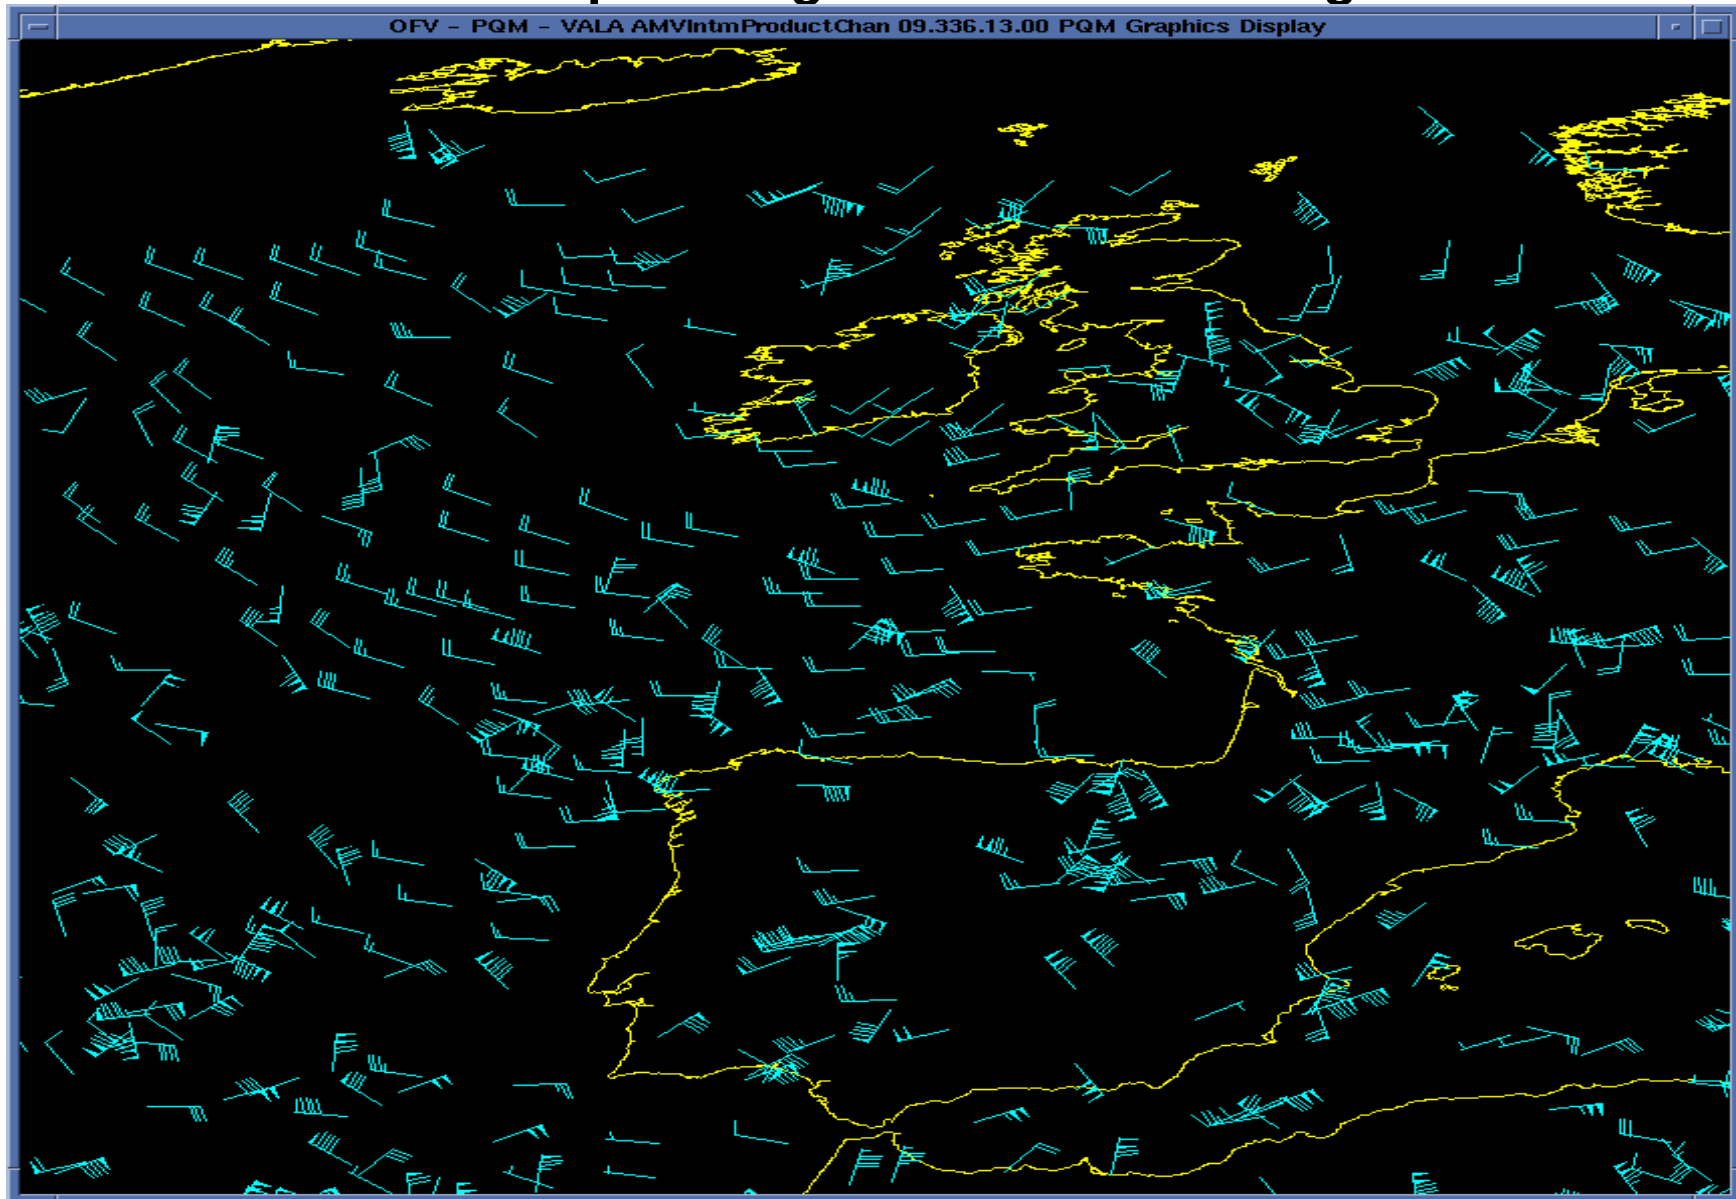 OFV - PQM - VALA AMVIntmProductChan 09.336.13.00 PQM Graphics Display